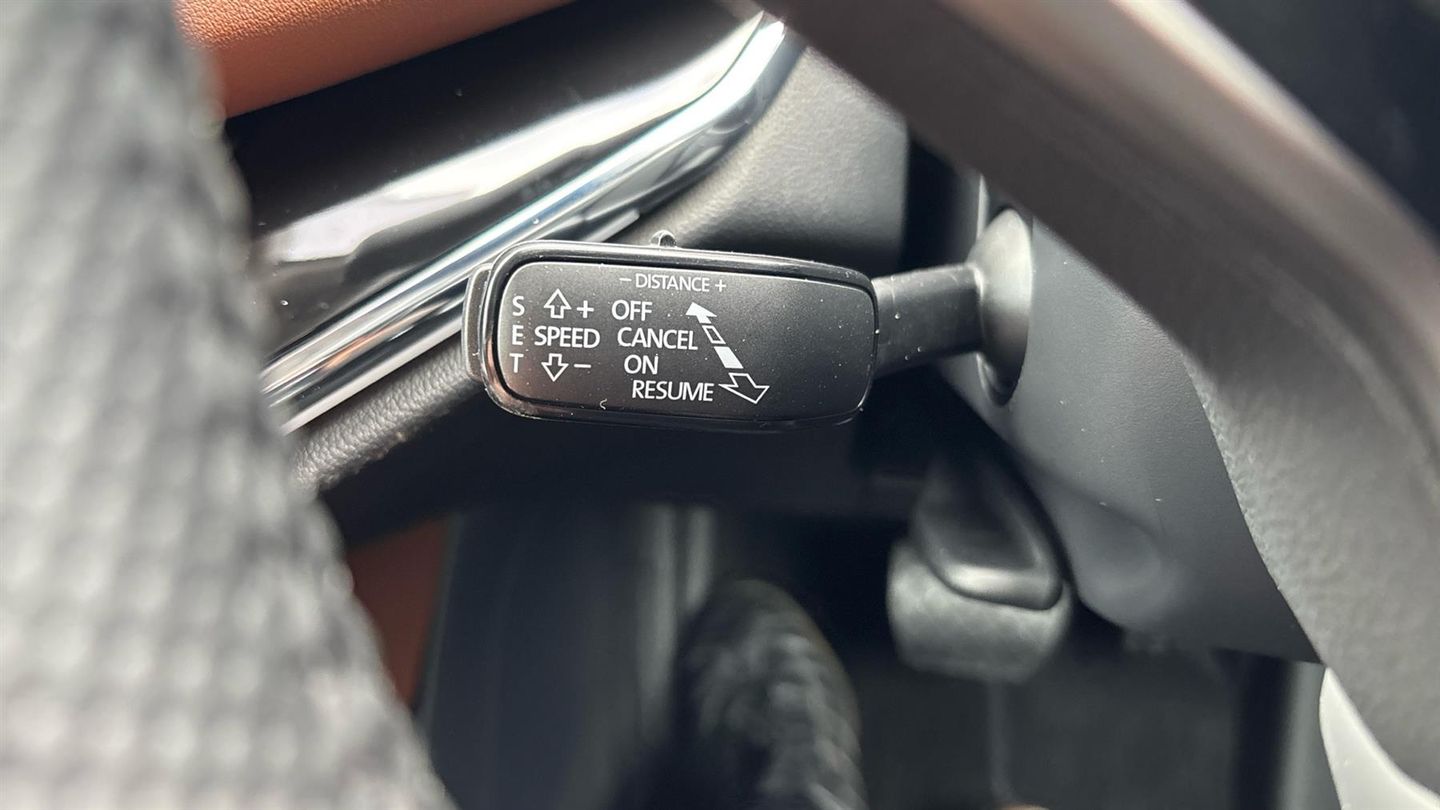 − DISTANCE +
S + OFF
E SPEED CANCEL
T − ON
RESUME